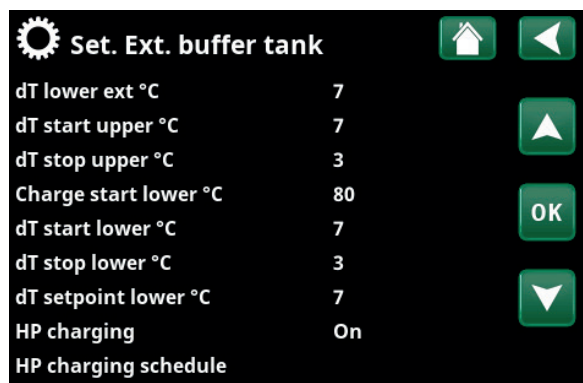 Set. Ext. buffer tank
dT lower ext °C 7
dT start upper °C 7
dT stop upper °C 3
Charge start lower °C 80
dT start lower °C 7
OK
dT stop lower °C 3
dT setpoint lower °C 7
HP charging On
HP charging schedule